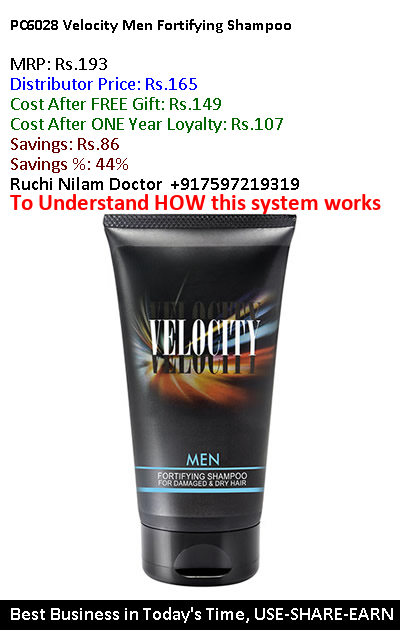 PC6028 Velocity Men Fortifying Shampoo
MRP: Rs.193
Distributor Price: Rs.165
Cost After FREE Gift: Rs.149
Cost After ONE Year Loyalty: Rs.107
Savings: Rs.86
Savings %: 44%
Ruchi Nilam Doctor +917597219319
To Understand HOW this system works
VELOCITY
VELOCITY
VELOCITY
MEN
FORTIFYING SHAMPOO
FOR DAMAGED & DRY HAIR
Best Business in Today's Time, USE-SHARE-EARN